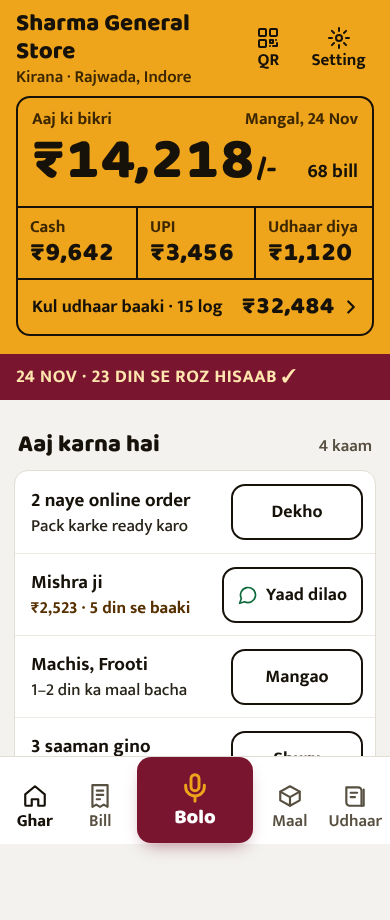 Sharma General
Store
Kirana · Rajwada, Indore
QR
Setting
Aaj ki bikri
Mangal, 24 Nov
₹14,218/-
68 bill
Cash
₹9,642
UPI
₹3,456
Udhaar diya
₹1,120
Kul udhaar baaki · 15 log
₹32,484
24 NOV · 23 DIN SE ROZ HISAAB ✓
Aaj karna hai
4 kaam
2 naye online order
Pack karke ready karo
Dekho
Mishra ji
₹2,523 · 5 din se baaki
Yaad dilao
Machis, Frooti
1–2 din ka maal bacha
Mangao
3 saaman gino
Ghar
Bill
Bolo
Maal
Udhaar